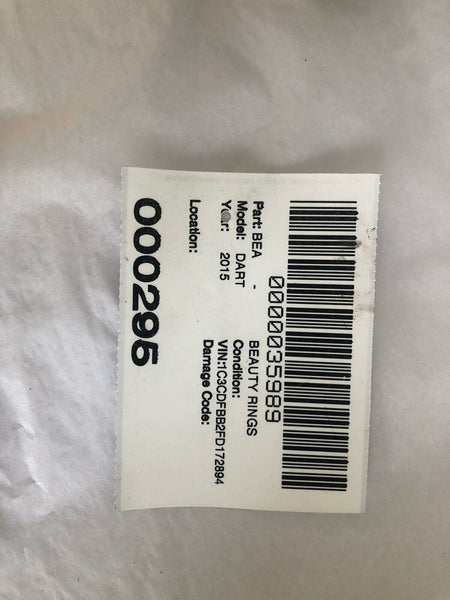 0000035989
Part: BEA - BEAUTY RINGS
Model: DART Condition:
Year: 2015 VIN:1C3CDFBB2FD172894
Damage Code:
Location:
000295